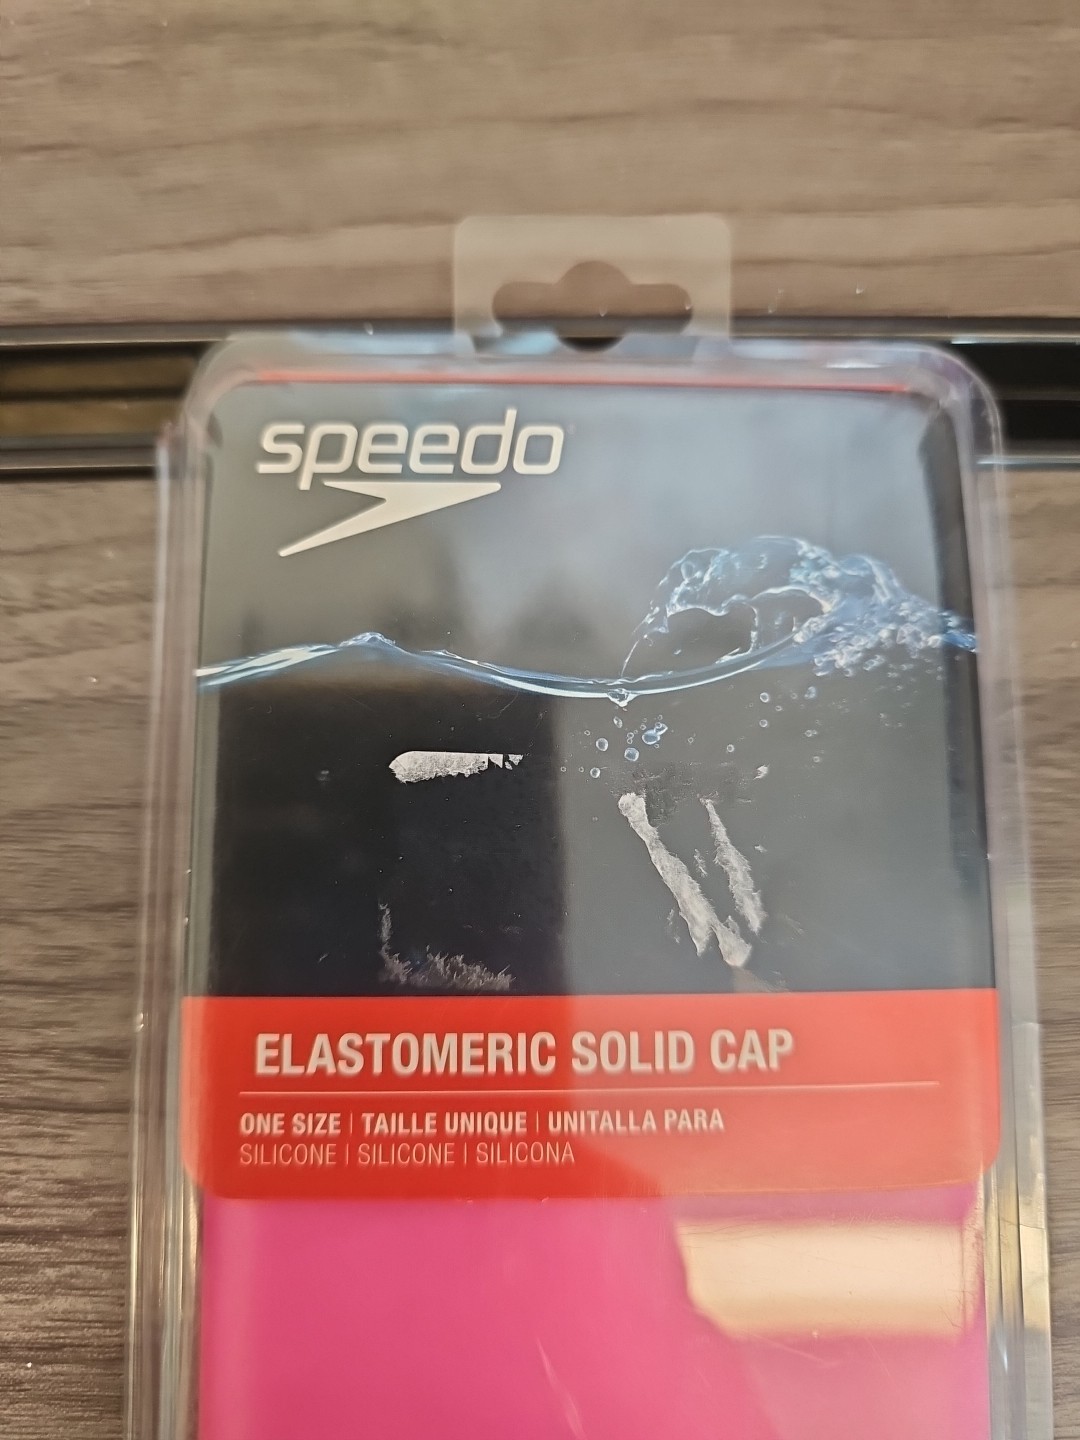 speedo
ELASTOMERIC SOLID CAP
ONE SIZE | TAILLE UNIQUE | UNITALLA PARA
SILICONE | SILICONE | SILICONA